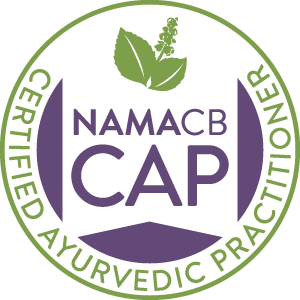 NAMACB
CAP
CERTIFIED AYURVEDIC PRACTITIONER